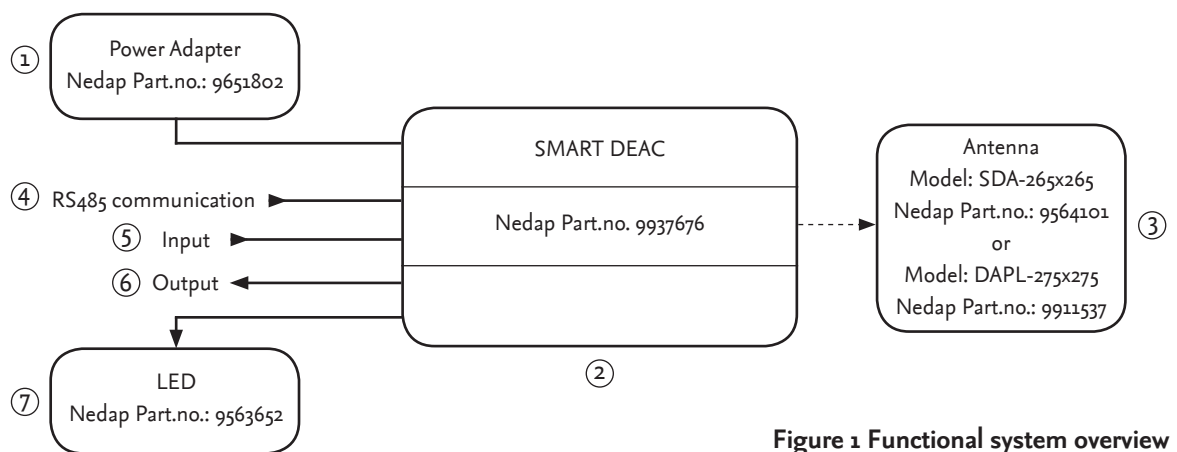 ①
Power Adapter
Nedap Part.no.: 9651802
④ RS485 communication
⑤ Input
⑥ Output
⑦
LED
Nedap Part.no.: 9563652
SMART DEAC
Nedap Part.no. 9937676
②
Antenna
Model: SDA-265x265
Nedap Part.no.: 9564101
or
Model: DAPL-275x275
Nedap Part.no.: 9911537
③
Figure 1 Functional system overview